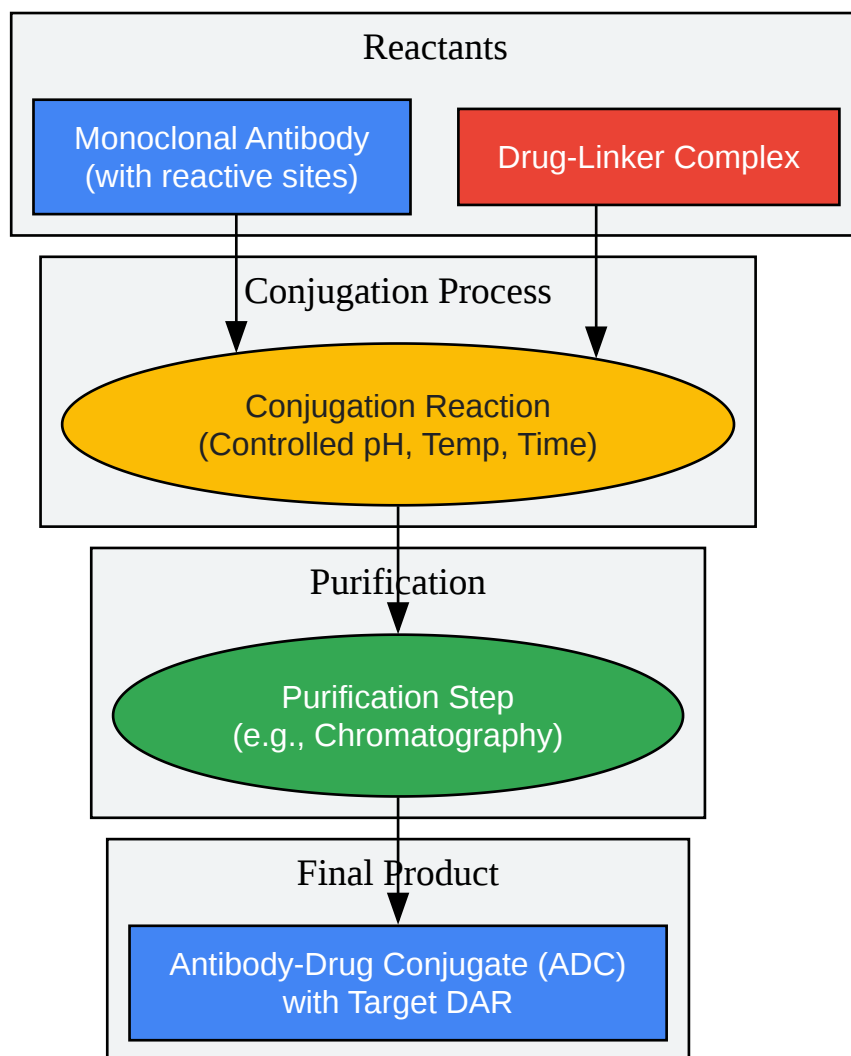 Reactants
Monoclonal Antibody
(with reactive sites)
Drug-Linker Complex
Conjugation Process
Conjugation Reaction
(Controlled pH, Temp, Time)
Purification
Purification Step
(e.g., Chromatography)
Final Product
Antibody-Drug Conjugate (ADC)
with Target DAR